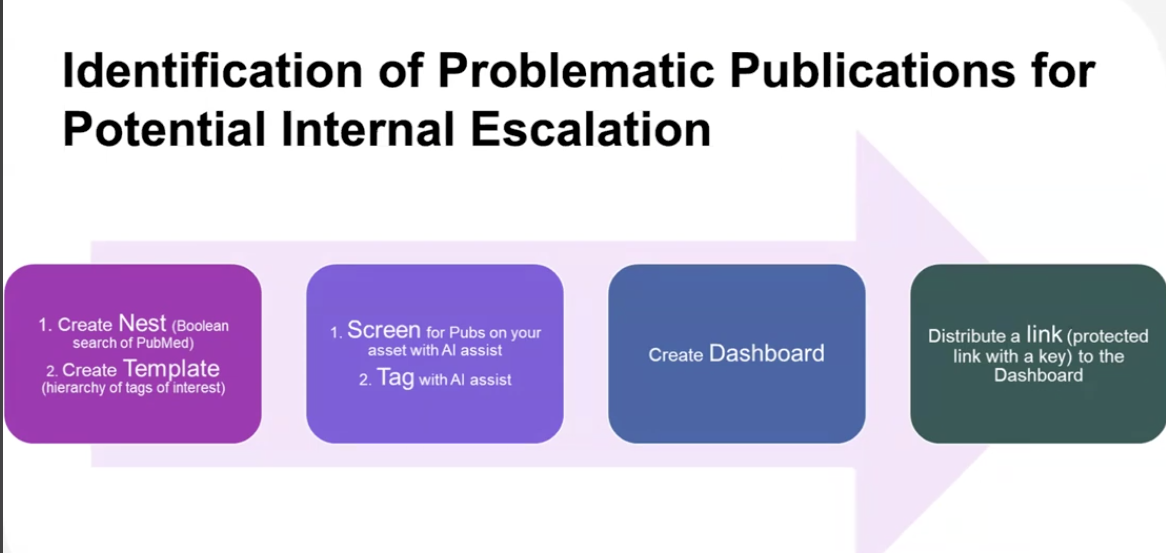 Identification of Problematic Publications for
Potential Internal Escalation
1. Create Nest (Boolean
search of PubMed)
2. Create Template
(hierarchy of tags of interest)
1. Screen for Pubs on your
asset with AI assist
2. Tag with AI assist
Create Dashboard
Distribute a link (protected
link with a key) to the
Dashboard